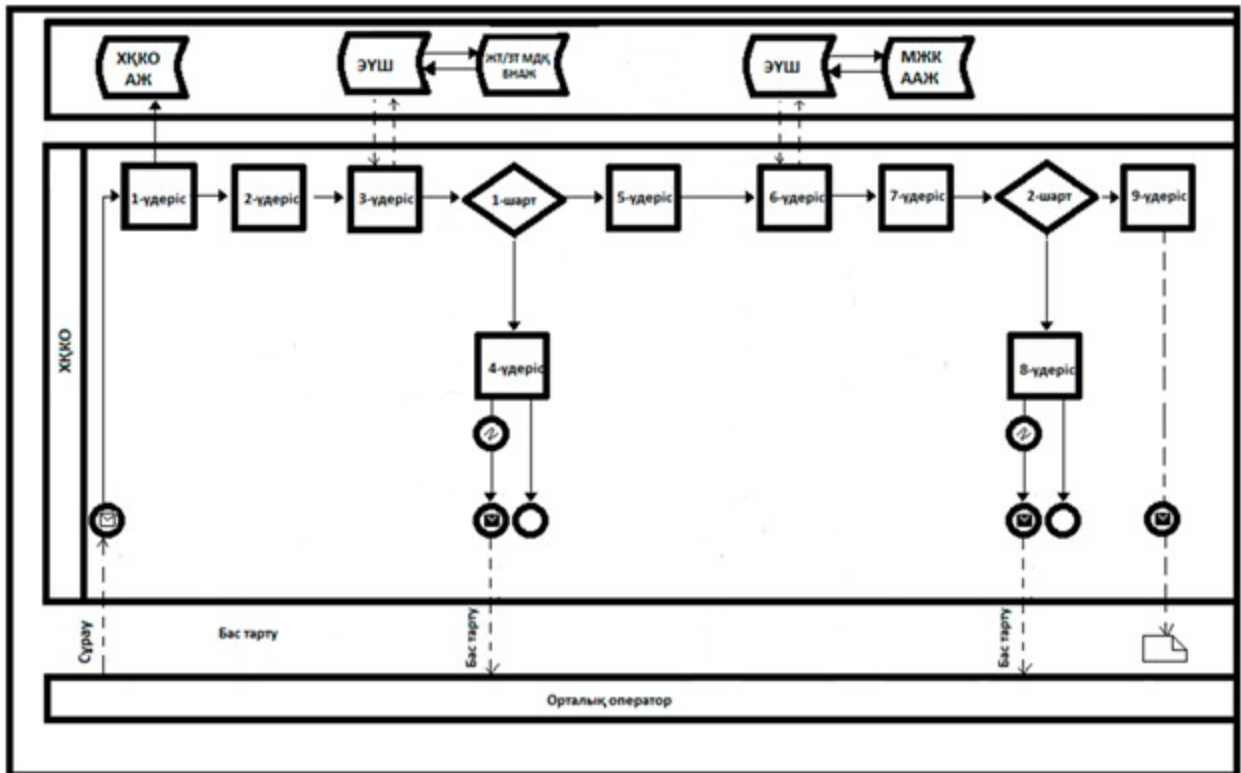 ХҚКО
АЖ
ЭҮШ
ЖТ/ЗТ МДҚ
БНАЖ
ЭҮШ
МЖК
ААЖ
1-үдеріс
2-үдеріс
3-үдеріс
1-шарт
5-үдеріс
6-үдеріс
7-үдеріс
2-шарт
9-үдеріс
ХҚКО
4-үдеріс
8-үдеріс
Сұрау
Бас тарту
Бас тарту
Бас тарту
Орталық оператор